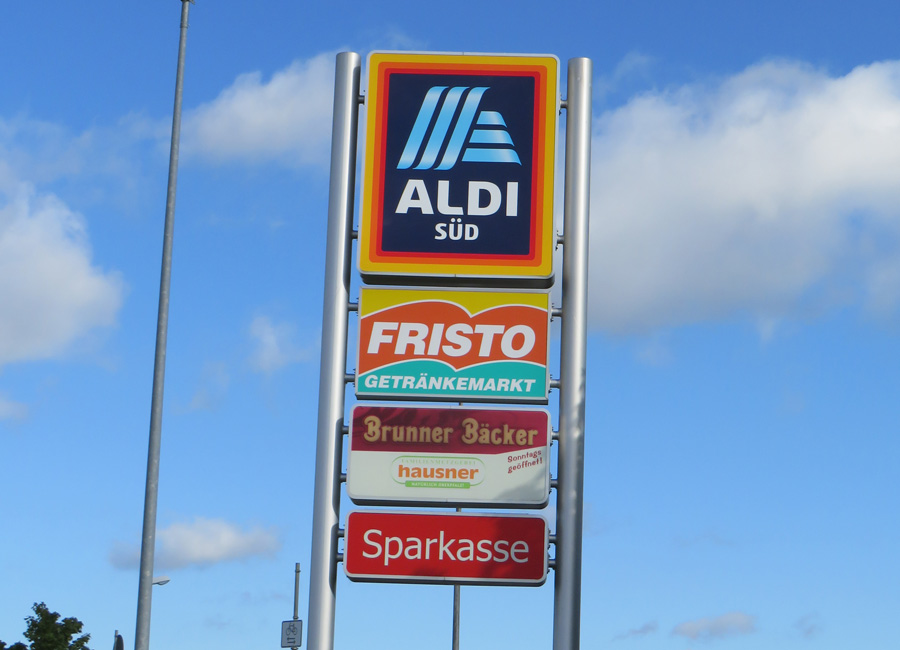 ALDI
SÜD
FRISTO
GETRÄNKEMARKT
Brunner Bäcker
Sonntags
geöffnet!
hausner
Sparkasse